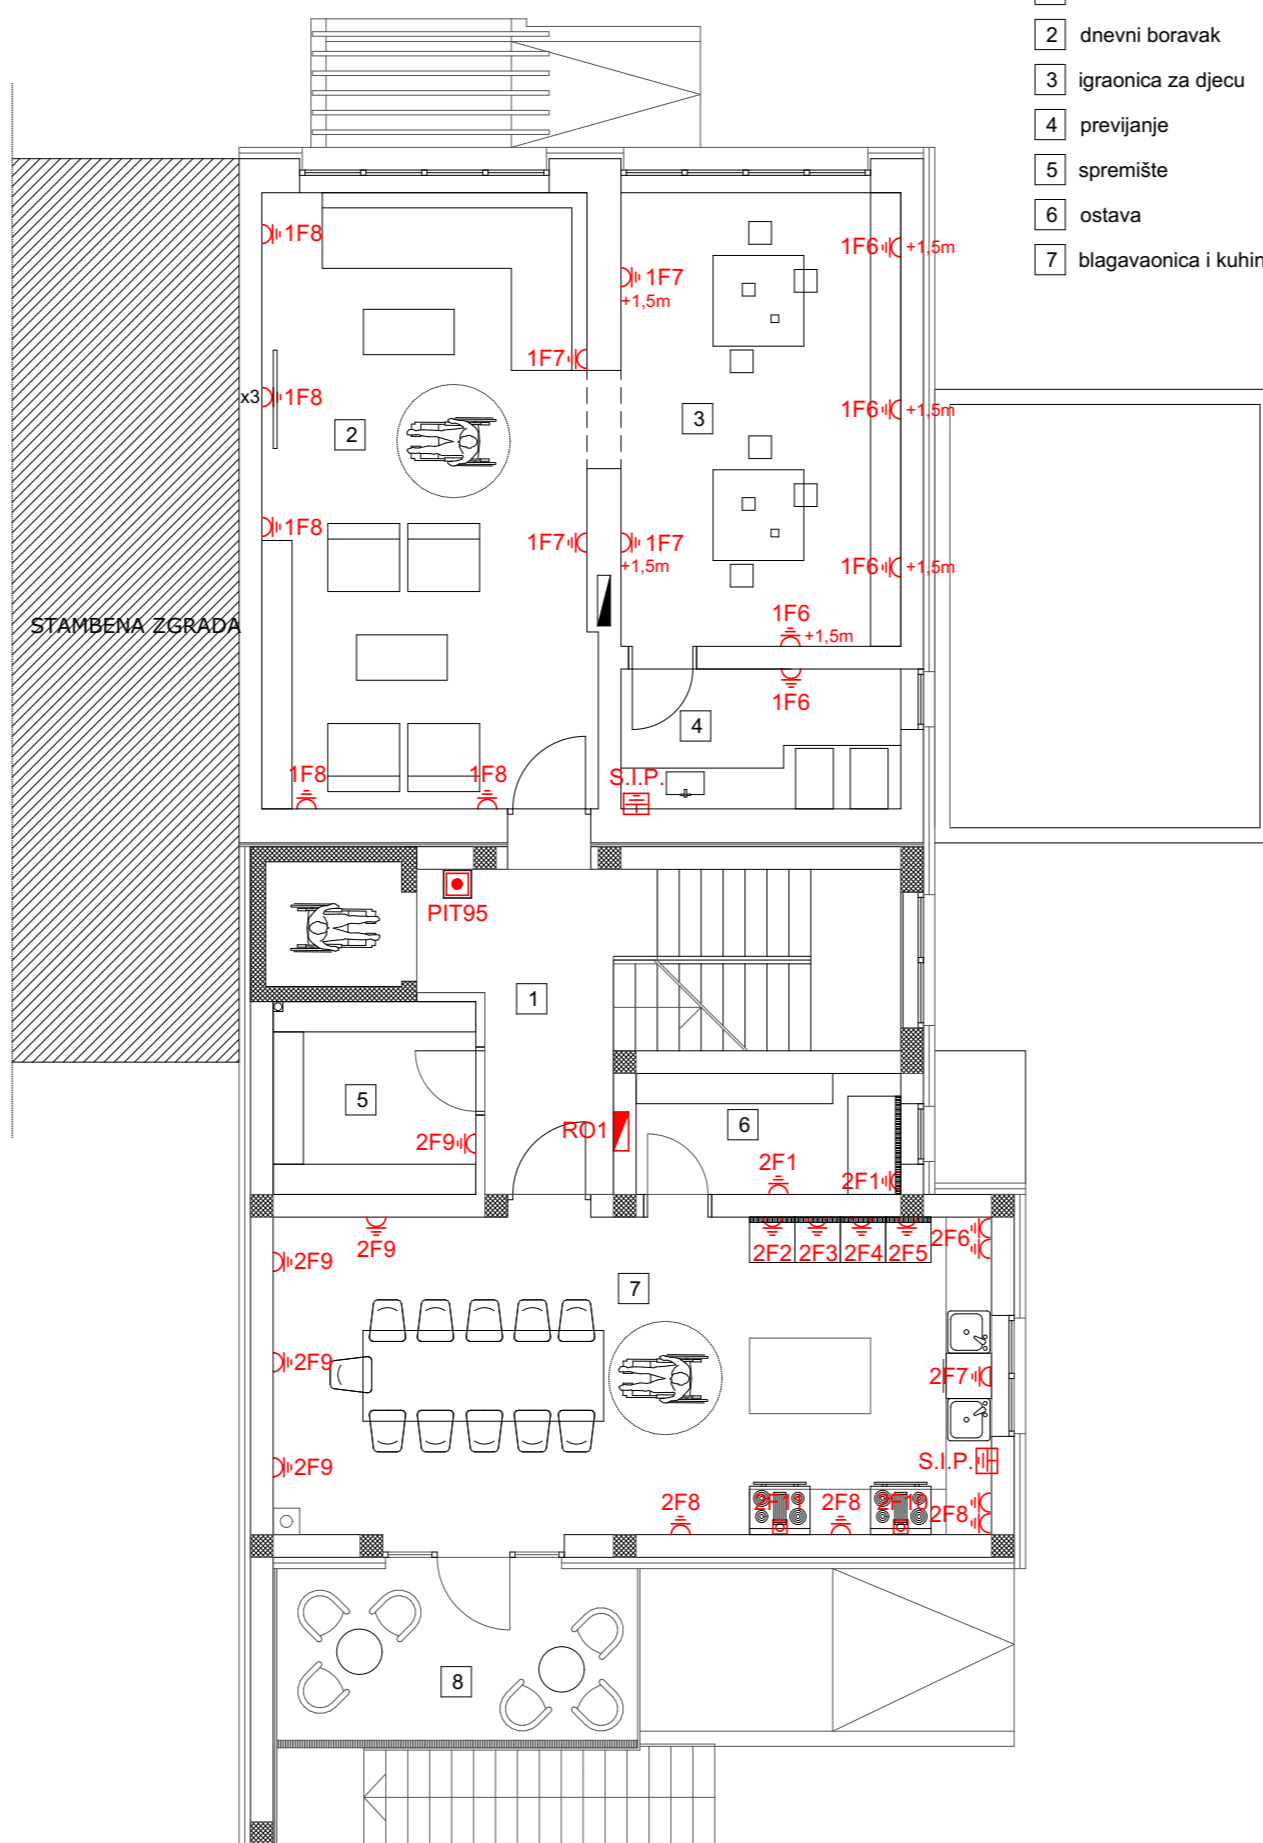 2 dnevni boravak
3 igraonica za djecu
4 previjanje
5 spremište
6 ostava
7 blagavaonica i kuhin
1F8
1F7
+1,5m
1F6 +1,5m
1F7
x3 1F8
1F6 +1,5m
2
3
1F8
1F7
1F7
+1,5m
1F6 +1,5m
STAMBENA ZGRADA
1F6
+1,5m
1F6
4
1F8
1F8
S.I.P.
PIT95
1
5
6
RO1
2F9
2F1
2F1
2F9
2F9
2F2
2F3
2F4
2F5
2F6
7
2F9
2F7
2F9
S.I.P.
2F8
2F11
2F8
2F10
2F8
8